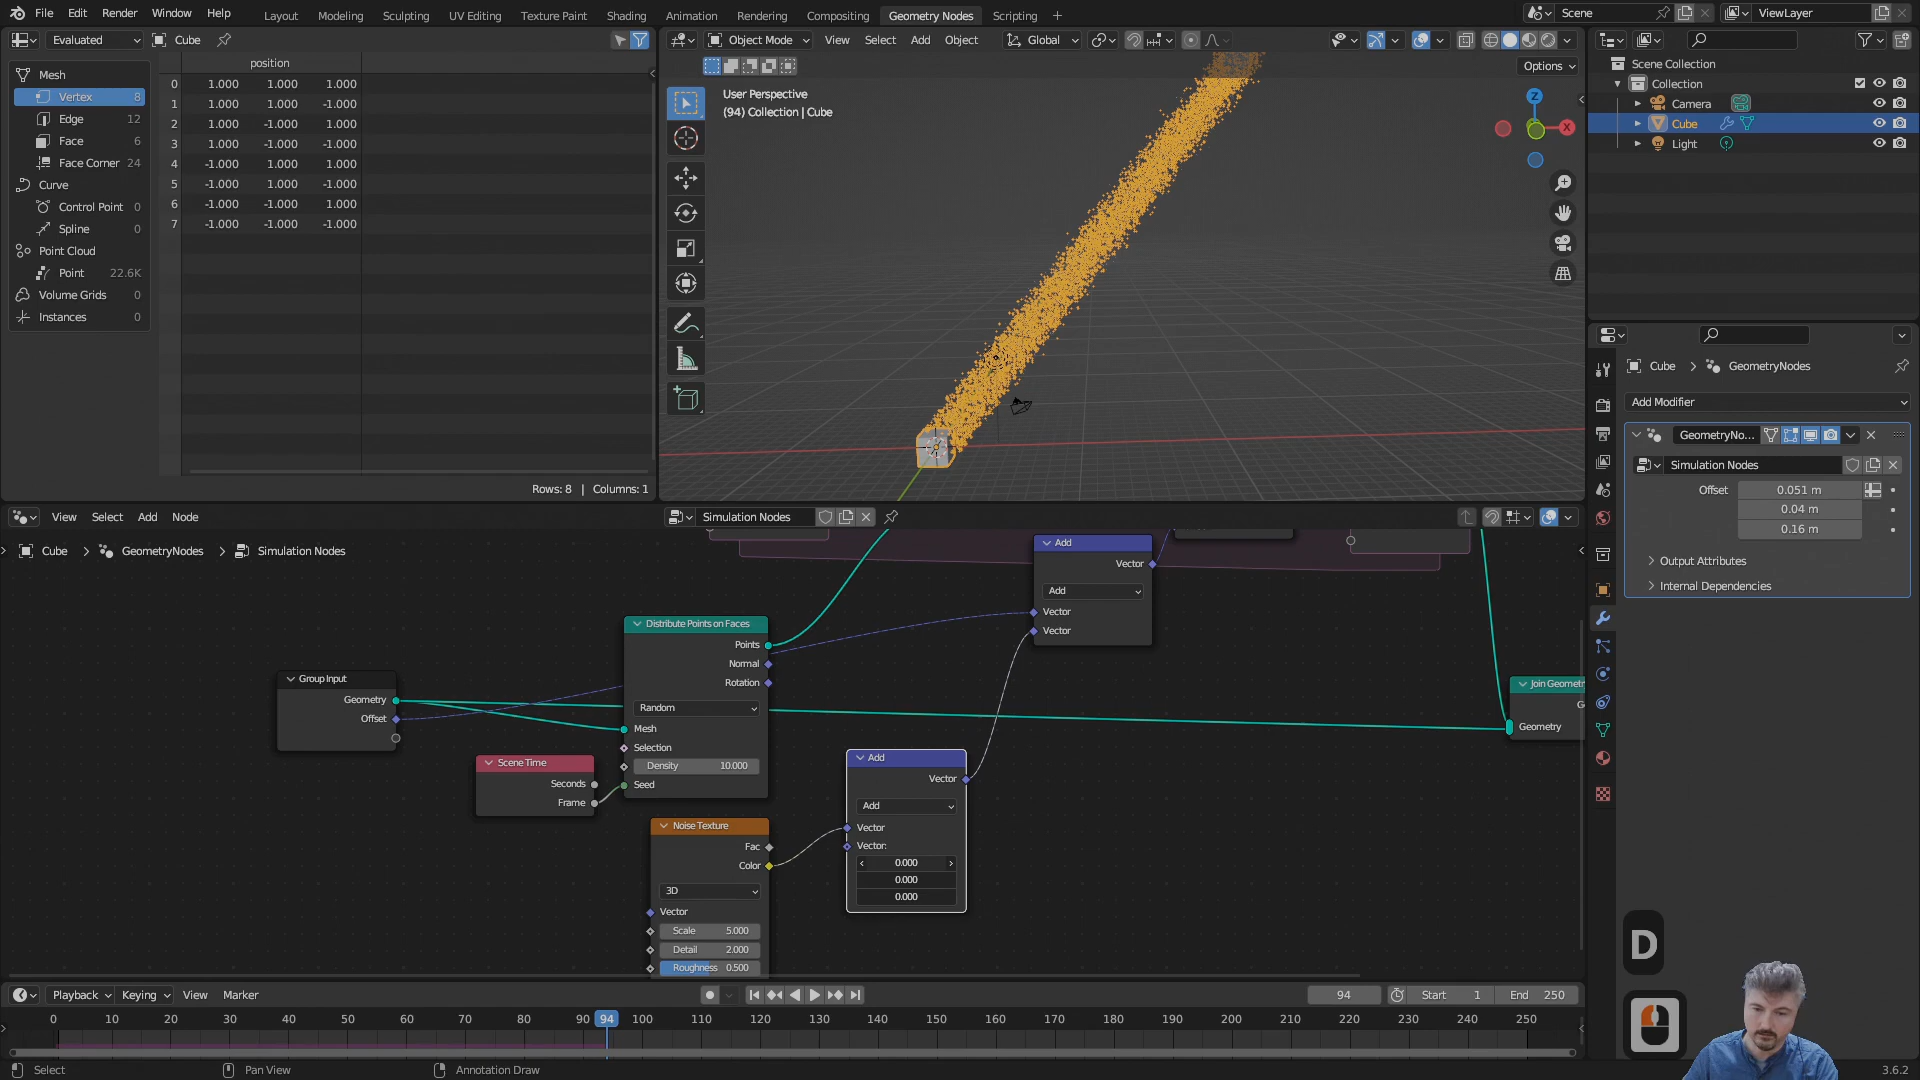 File Edit Render Window Help Layout Modeling Sculpting UV Editing Texture Paint Shading Animation Rendering Compositing Geometry Nodes Scripting + Scene ViewLayer
Evaluated Cube
position
Mesh
Vertex 8
Edge 12
Face 6
Face Corner 24
Curve
Control Point 0
Spline 0
Point Cloud
Point 22.6K
Volume Grids 0
Instances 0
0 1.000 1.000 1.000
1 1.000 1.000 -1.000
2 1.000 -1.000 1.000
3 1.000 -1.000 -1.000
4 -1.000 1.000 1.000
5 -1.000 1.000 -1.000
6 -1.000 -1.000 1.000
7 -1.000 -1.000 -1.000
Rows: 8 | Columns: 1
Object Mode View Select Add Object Global
Options
User Perspective
(94) Collection | Cube
Z
X
Scene Collection
Collection
Camera
Cube
Light
Cube > GeometryNodes
Add Modifier
GeometryNo...
Simulation Nodes
Offset 0.051 m
0.04 m
0.16 m
Output Attributes
Internal Dependencies
View Select Add Node Simulation Nodes
Cube > GeometryNodes > Simulation Nodes
Add
Vector
Add
Vector
Vector
Distribute Points on Faces
Points
Normal
Rotation
Random
Mesh
Selection
Density 10.000
Seed
Group Input
Geometry
Offset
Scene Time
Seconds
Frame
Join Geometr
G
Geometry
Add
Vector
Add
Vector
Vector:
0.000
0.000
0.000
Noise Texture
Fac
Color
3D
Vector
Scale 5.000
Detail 2.000
Roughness 0.500
D
Playback Keying View Marker 94 Start 1 End 250
0 10 20 30 40 50 60 70 80 90 94 100 110 120 130 140 150 160 170 180 190 200 210 220 230 240 250
Select Pan View Annotation Draw 3.6.2